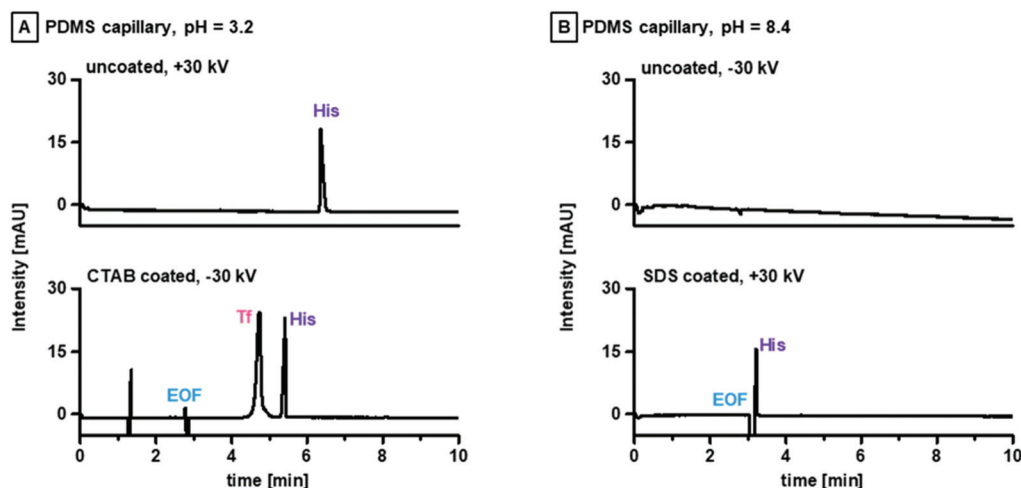 A PDMS capillary, pH = 3.2
uncoated, +30 kV
30
15
0
His
CTAB coated, -30 kV
30
15
0
EOF
Tf
His
0 2 4 6 8 10
time [min]
Intensity [mAU]
B PDMS capillary, pH = 8.4
uncoated, -30 kV
30
15
0
SDS coated, +30 kV
30
15
0
EOF
His
0 2 4 6 8 10
time [min]
Intensity [mAU]